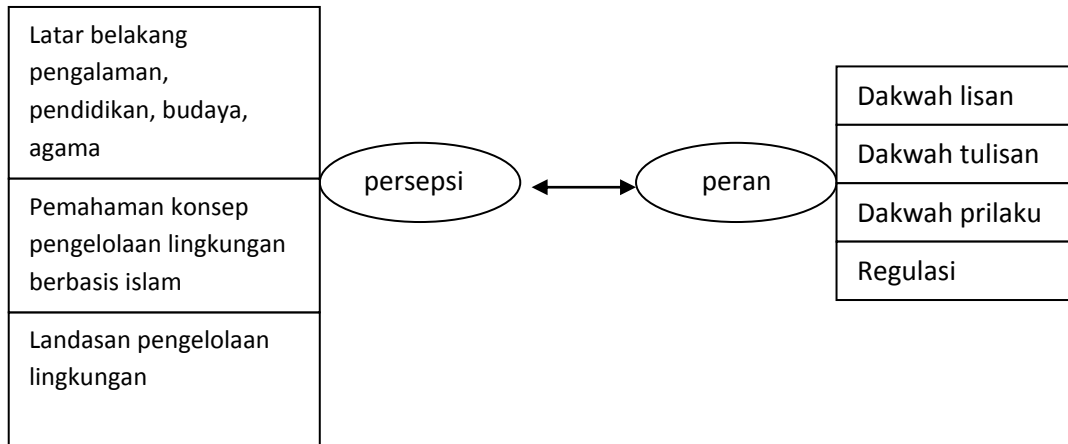 Latar belakang
pengalaman,
pendidikan, budaya,
agama
Pemahaman konsep
pengelolaan lingkungan
berbasis islam
Landasan pengelolaan
lingkungan
persepsi
peran
Dakwah lisan
Dakwah tulisan
Dakwah prilaku
Regulasi